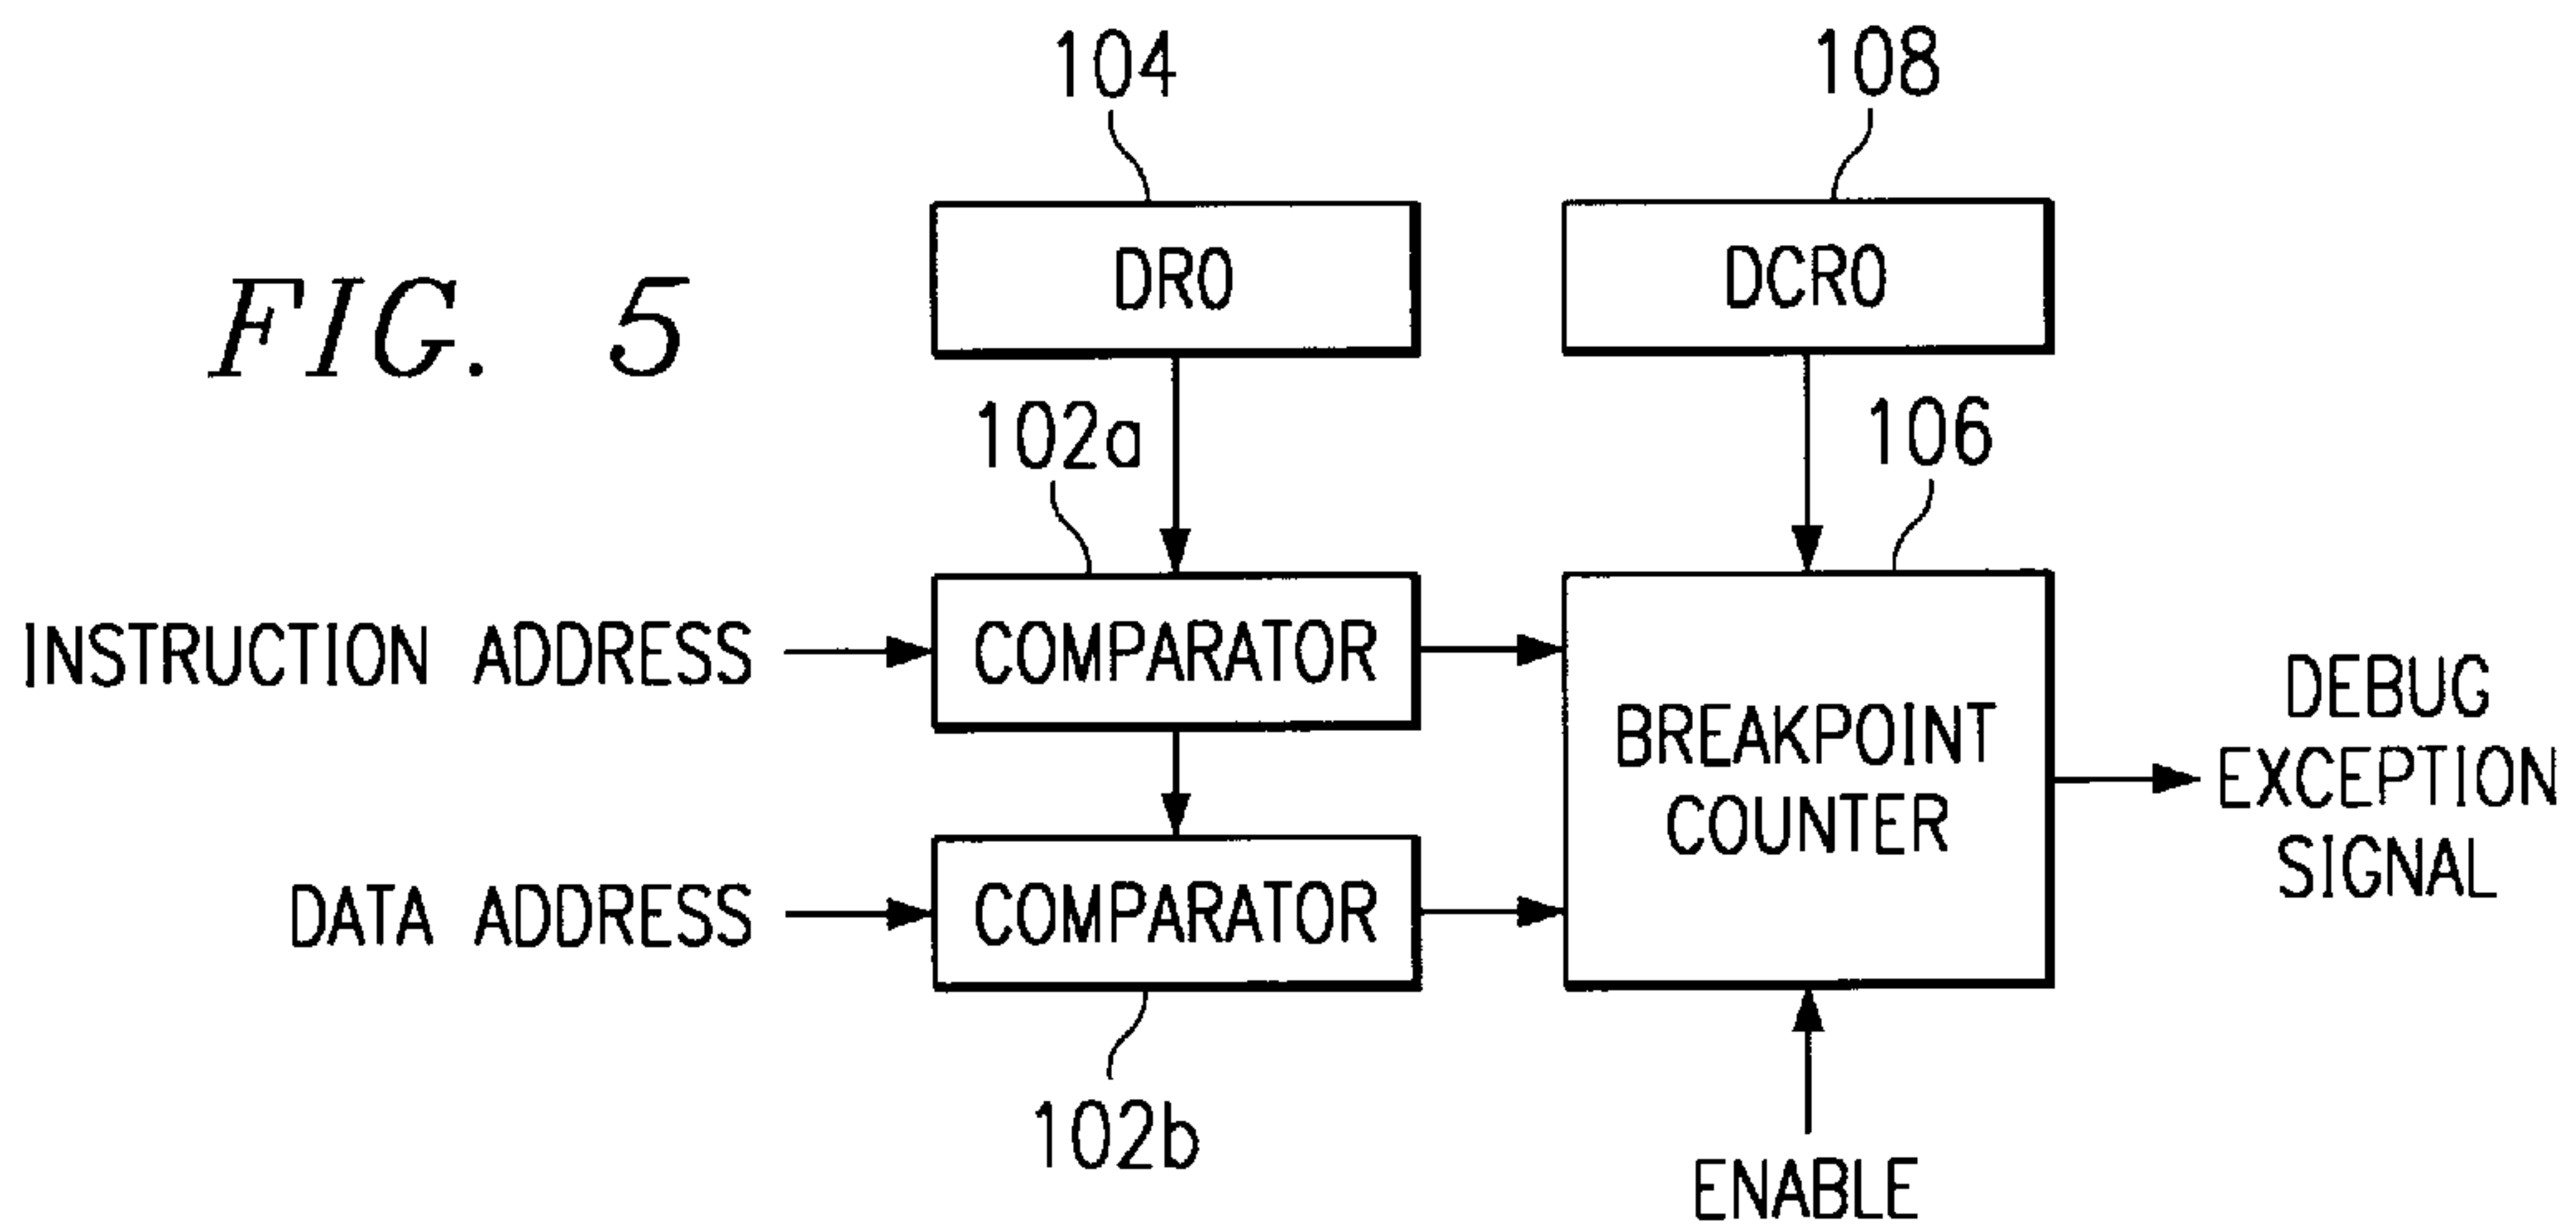 104
108
DR0
DCR0
FIG. 5
102a
106
INSTRUCTION ADDRESS
COMPARATOR
BREAKPOINT
COUNTER
DEBUG
EXCEPTION
SIGNAL
DATA ADDRESS
COMPARATOR
102b
ENABLE